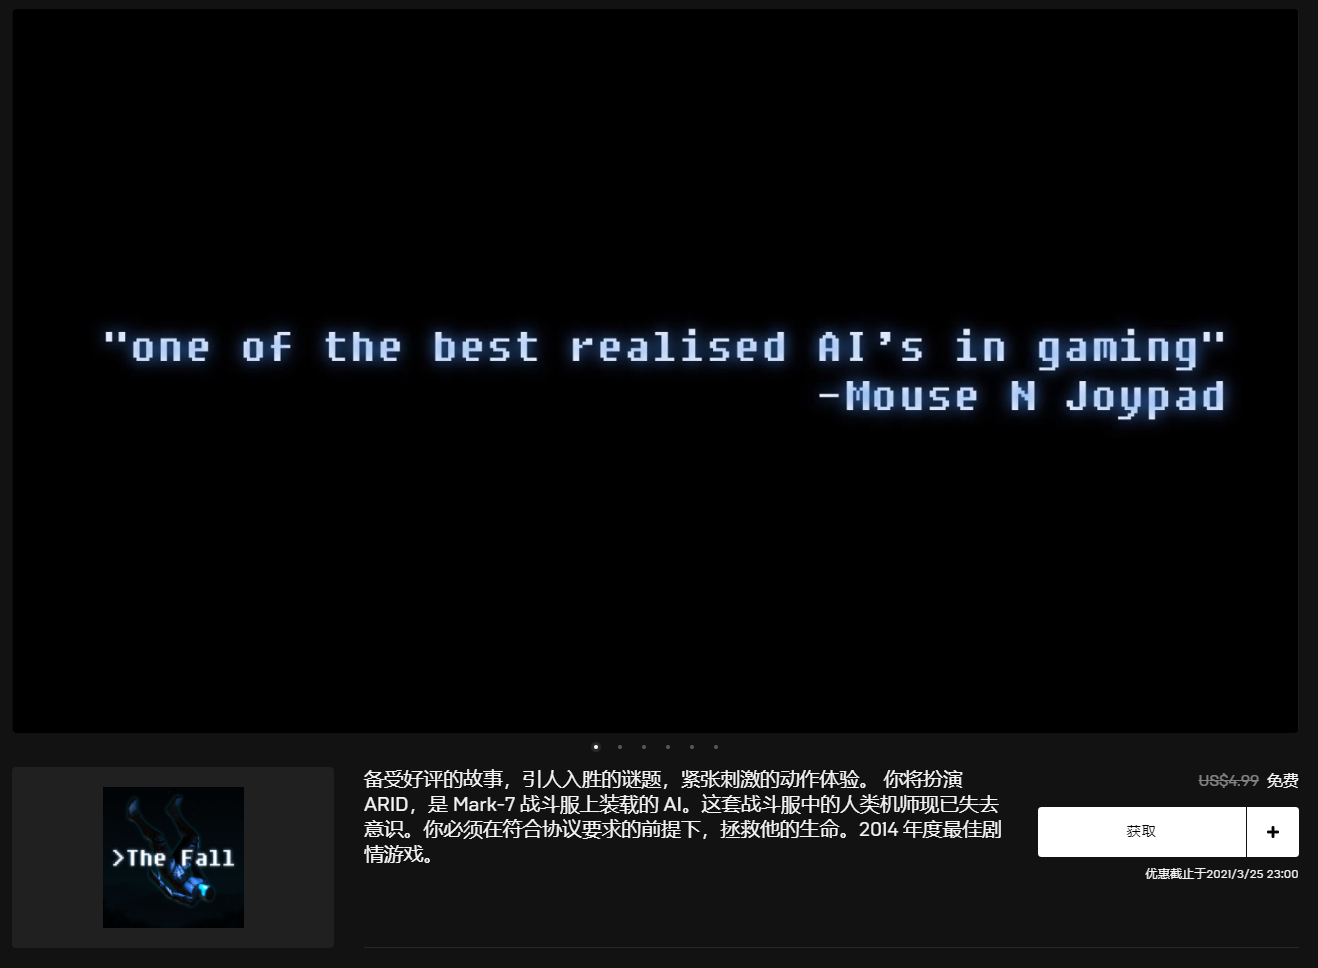 "one of the best realised AI’s in gaming"
-Mouse N Joypad
>The Fall
备受好评的故事，引人入胜的谜题，紧张刺激的动作体验。 你将扮演
ARID，是 Mark-7 战斗服上装载的 AI。这套战斗服中的人类机师现已失去
意识。你必须在符合协议要求的前提下，拯救他的生命。2014 年度最佳剧
情游戏。
US$4.99 免费
获取 +
优惠截止于2021/3/25 23:00